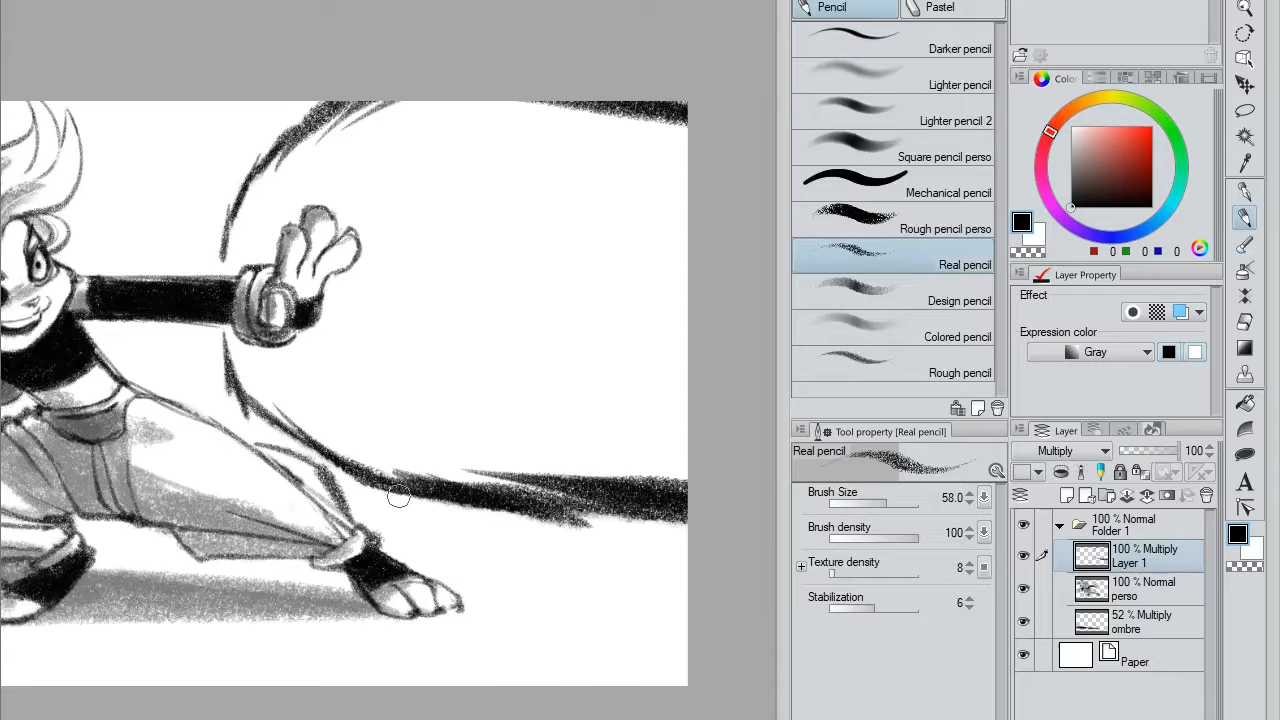 Pencil
Pastel
Darker pencil
Lighter pencil
Lighter pencil 2
Square pencil perso
Mechanical pencil
Rough pencil perso
Real pencil
Design pencil
Colored pencil
Rough pencil
Tool property [Real pencil]
Real pencil
Brush Size 58.0
Brush density 100
Texture density 8
Stabilization 6
Color
0 0 0
Layer Property
Effect
Expression color
Gray
Layer
Multiply 100
100 % Normal
Folder 1
100 % Multiply
Layer 1
100 % Normal
perso
52 % Multiply
ombre
Paper